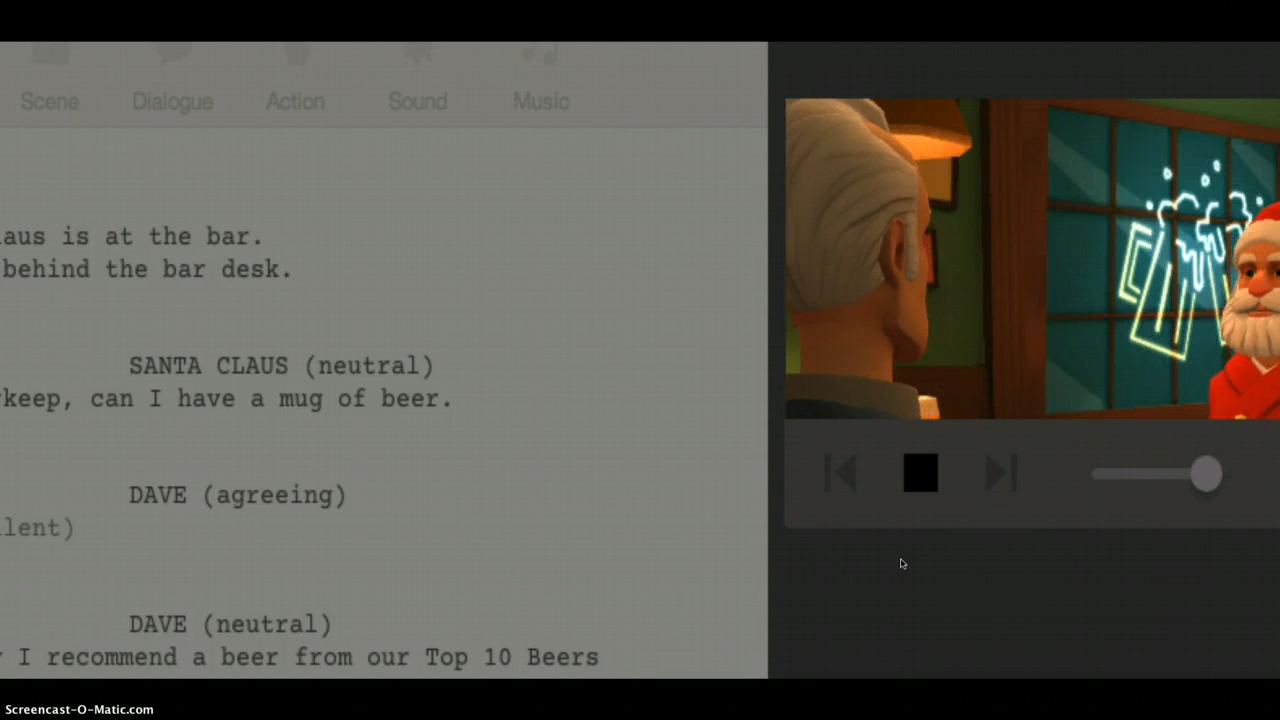 Scene Dialogue Action Sound Music
laus is at the bar.
behind the bar desk.
SANTA CLAUS (neutral)
keep, can I have a mug of beer.
DAVE (agreeing)
lent)
DAVE (neutral)
I recommend a beer from our Top 10 Beers
Screencast-O-Matic.com